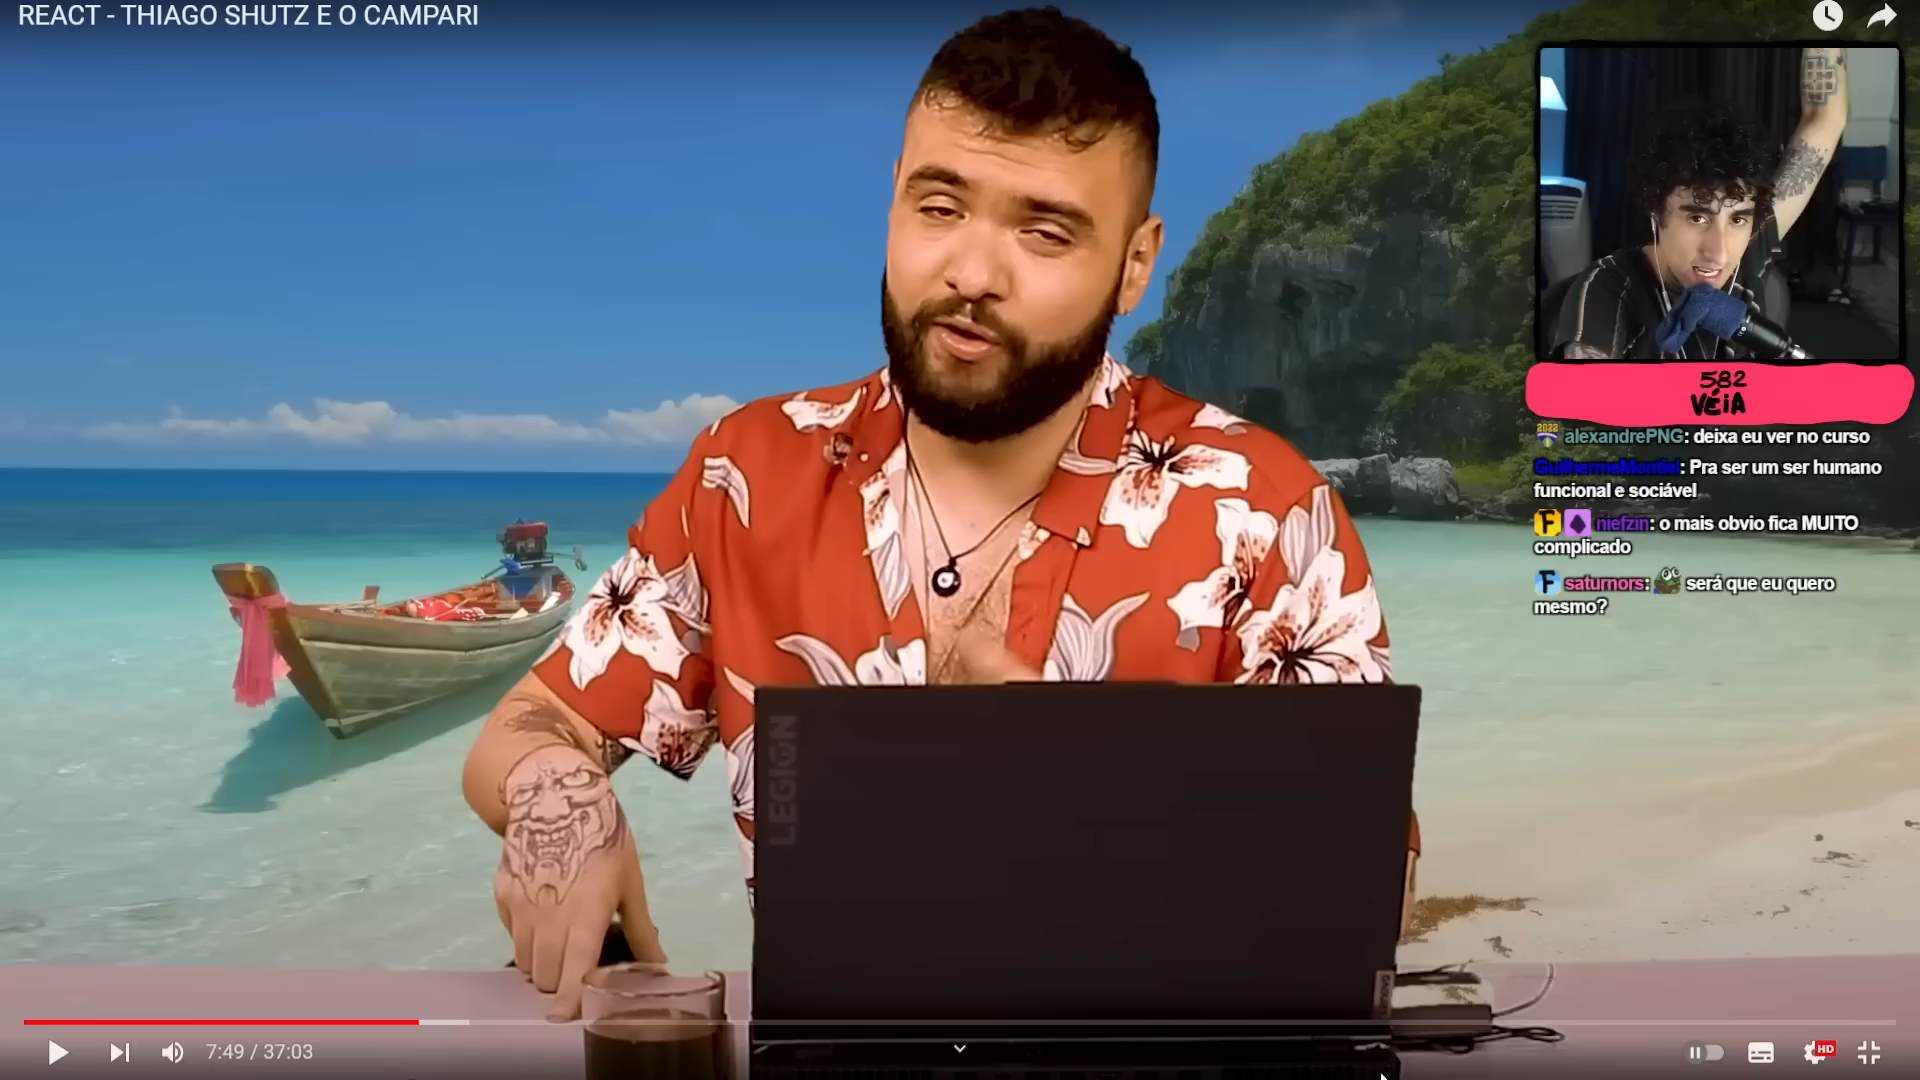 REACT - THIAGO SHUTZ E O CAMPARI
582
VÉIA
2022 alexandrePNG: deixa eu ver no curso
GuilhermeMontiel: Pra ser um ser humano
funcional e sociável
F niefzin: o mais obvio fica MUITO
complicado
F saturnors: será que eu quero
mesmo?
LEGION
7:49 / 37:03
HD